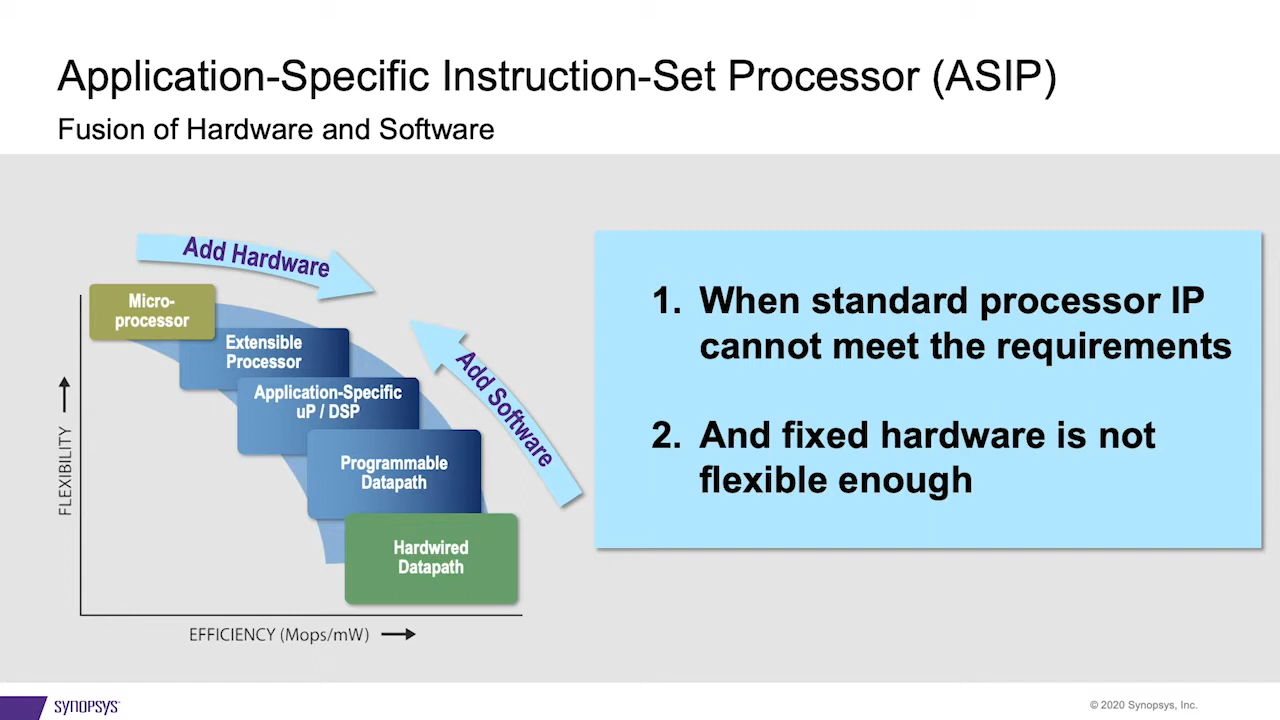 Application-Specific Instruction-Set Processor (ASIP)
Fusion of Hardware and Software
Add Hardware
Add Software
Micro-
processor
Extensible
Processor
Application-Specific
uP / DSP
Programmable
Datapath
Hardwired
Datapath
FLEXIBILITY
EFFICIENCY (Mops/mW)
1. When standard processor IP
cannot meet the requirements
2. And fixed hardware is not
flexible enough
SYNOPSYS
© 2020 Synopsys, Inc.